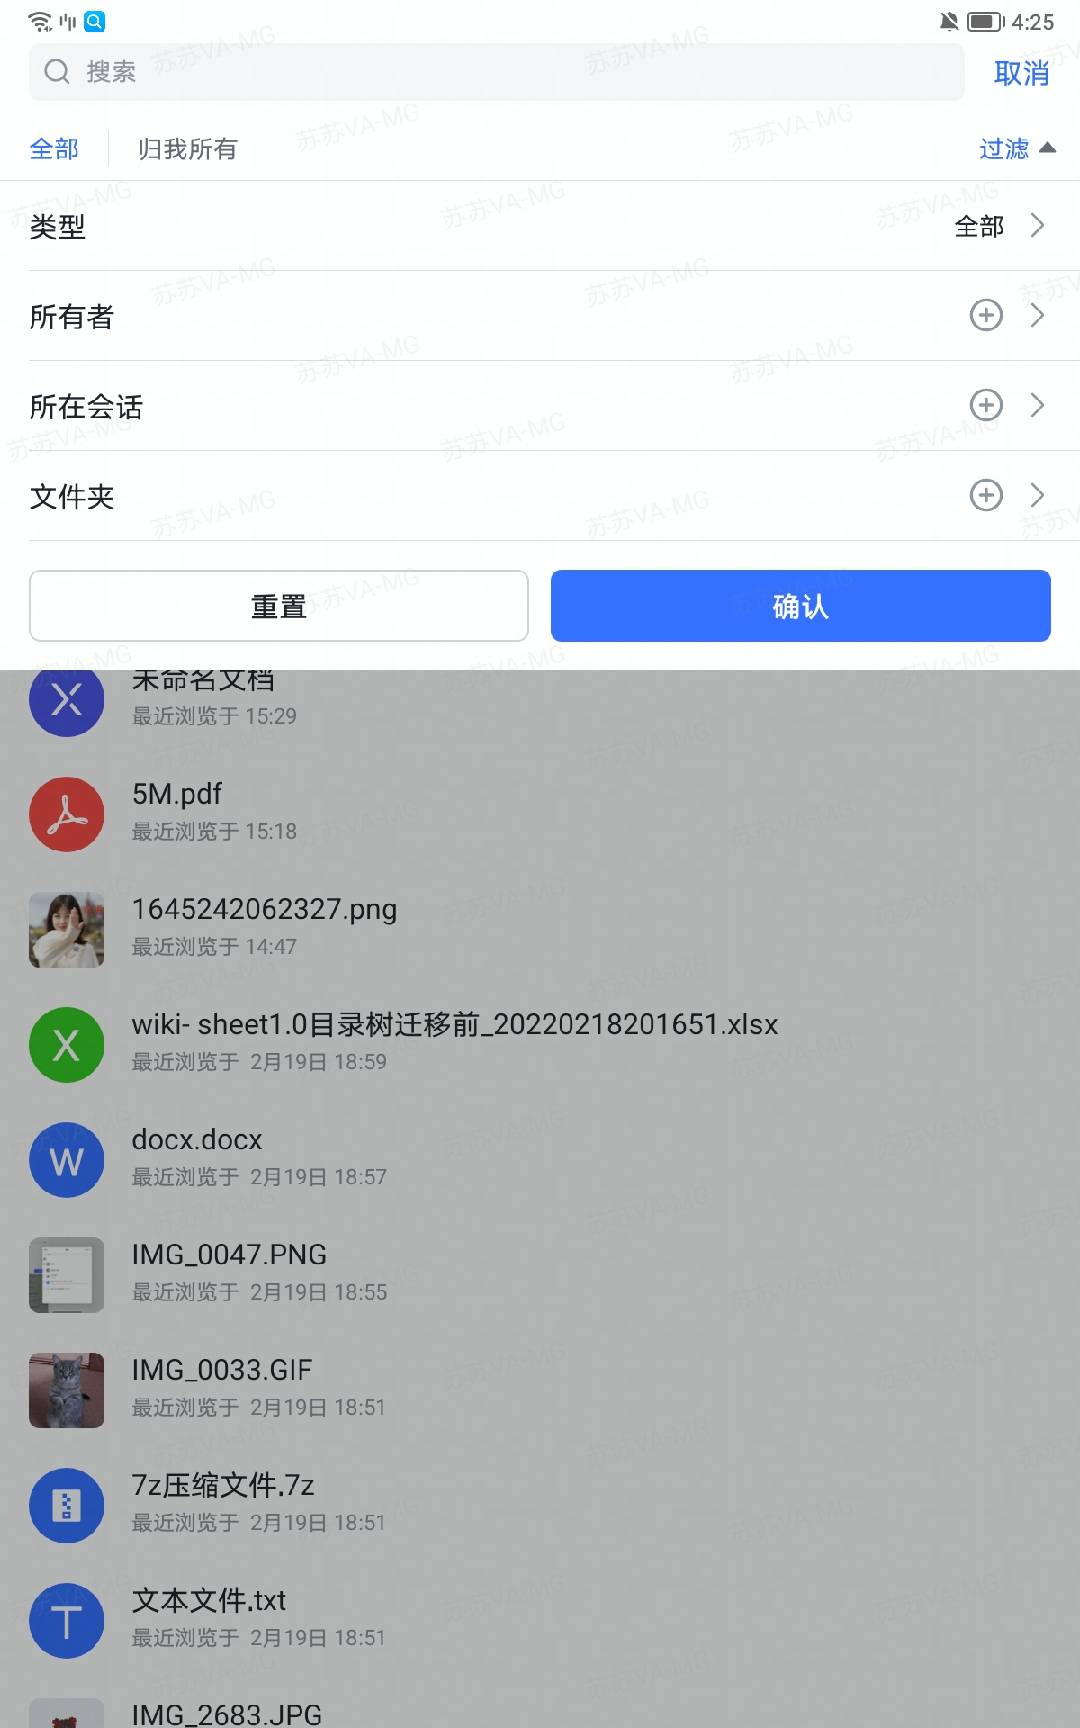 4:25
搜索
取消
全部
归我所有
过滤
类型
全部
所有者
所在会话
文件夹
重置
确认
未命名文档
最近浏览于 15:29
5M.pdf
最近浏览于 15:18
1645242062327.png
最近浏览于 14:47
wiki- sheet1.0目录树迁移前_20220218201651.xlsx
最近浏览于 2月19日 18:59
W
docx.docx
最近浏览于 2月19日 18:57
IMG_0047.PNG
最近浏览于 2月19日 18:55
IMG_0033.GIF
最近浏览于 2月19日 18:51
7z压缩文件.7z
最近浏览于 2月19日 18:51
T
文本文件.txt
最近浏览于 2月19日 18:51
IMG_2683.JPG
苏苏VA-MG